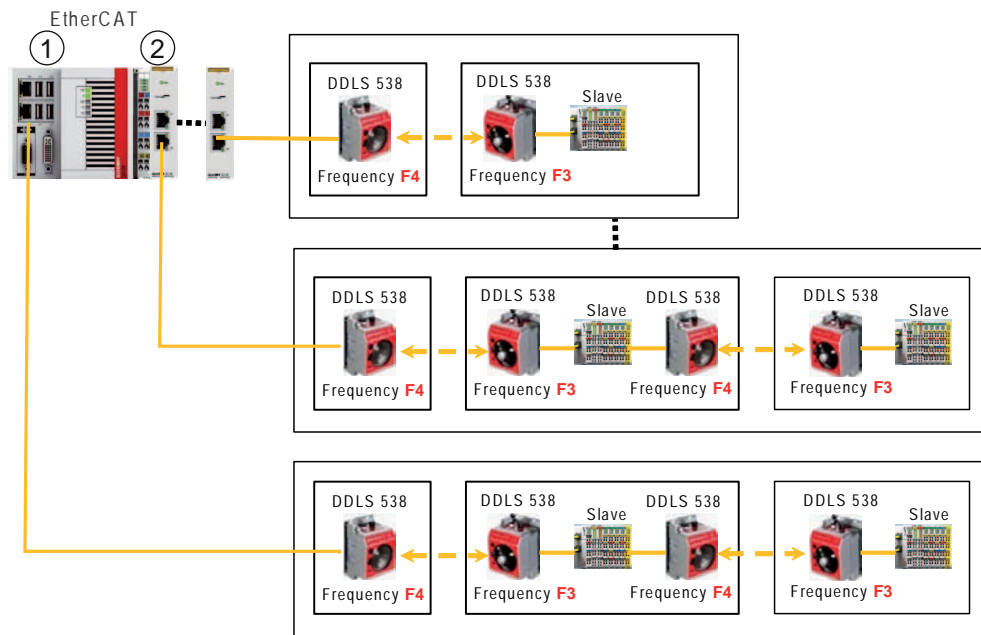 EtherCAT
1
2
DDLS 538
DDLS 538
Slave
Frequency F4
Frequency F3
DDLS 538
DDLS 538
Slave
DDLS 538
DDLS 538
Slave
Frequency F4
Frequency F3
Frequency F4
Frequency F3
DDLS 538
DDLS 538
Slave
DDLS 538
DDLS 538
Slave
Frequency F4
Frequency F3
Frequency F4
Frequency F3